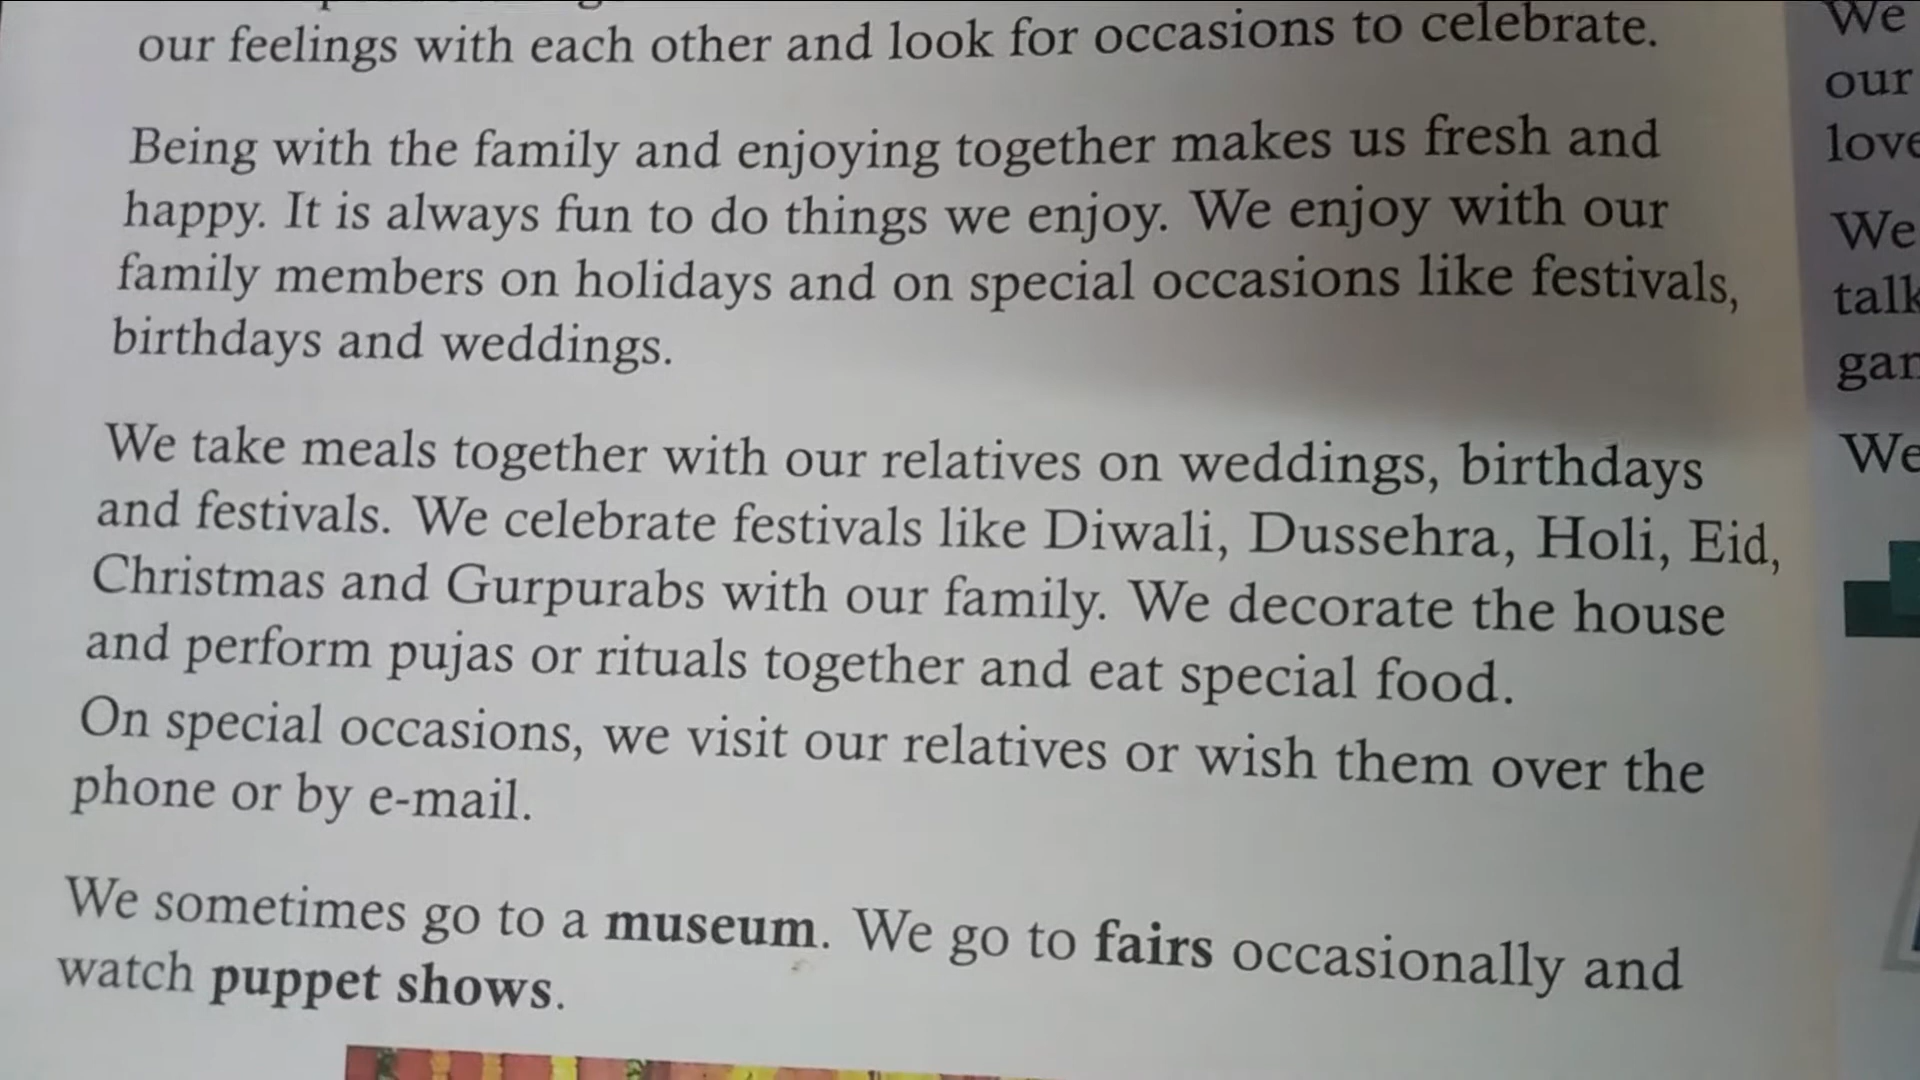 our feelings with each other and look for occasions to celebrate.
Being with the family and enjoying together makes us fresh and
happy. It is always fun to do things we enjoy. We enjoy with our
family members on holidays and on special occasions like festivals,
birthdays and weddings.
We take meals together with our relatives on weddings, birthdays
and festivals. We celebrate festivals like Diwali, Dussehra, Holi, Eid,
Christmas and Gurpurabs with our family. We decorate the house
and perform pujas or rituals together and eat special food.
On special occasions, we visit our relatives or wish them over the
phone or by e-mail.
We sometimes go to a museum. We go to fairs occasionally and
watch puppet shows.
We
our
We
We